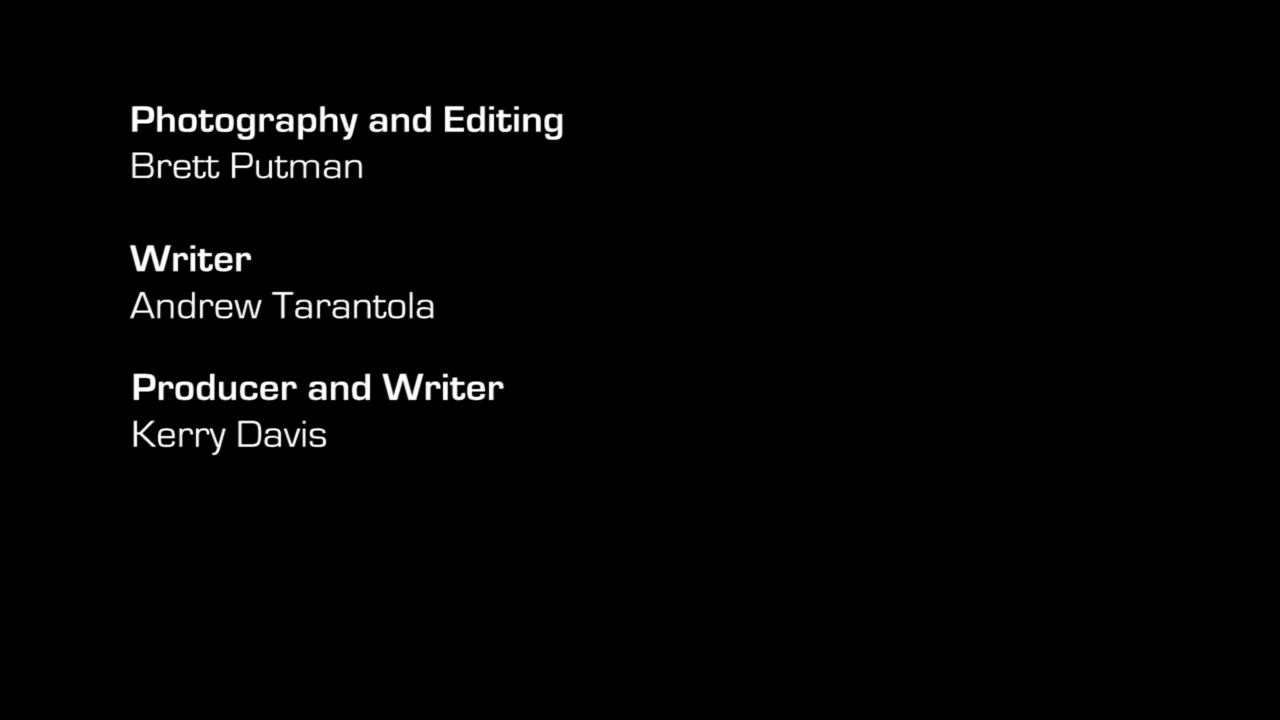 Photography and Editing
Brett Putman
Writer
Andrew Tarantola
Producer and Writer
Kerry Davis